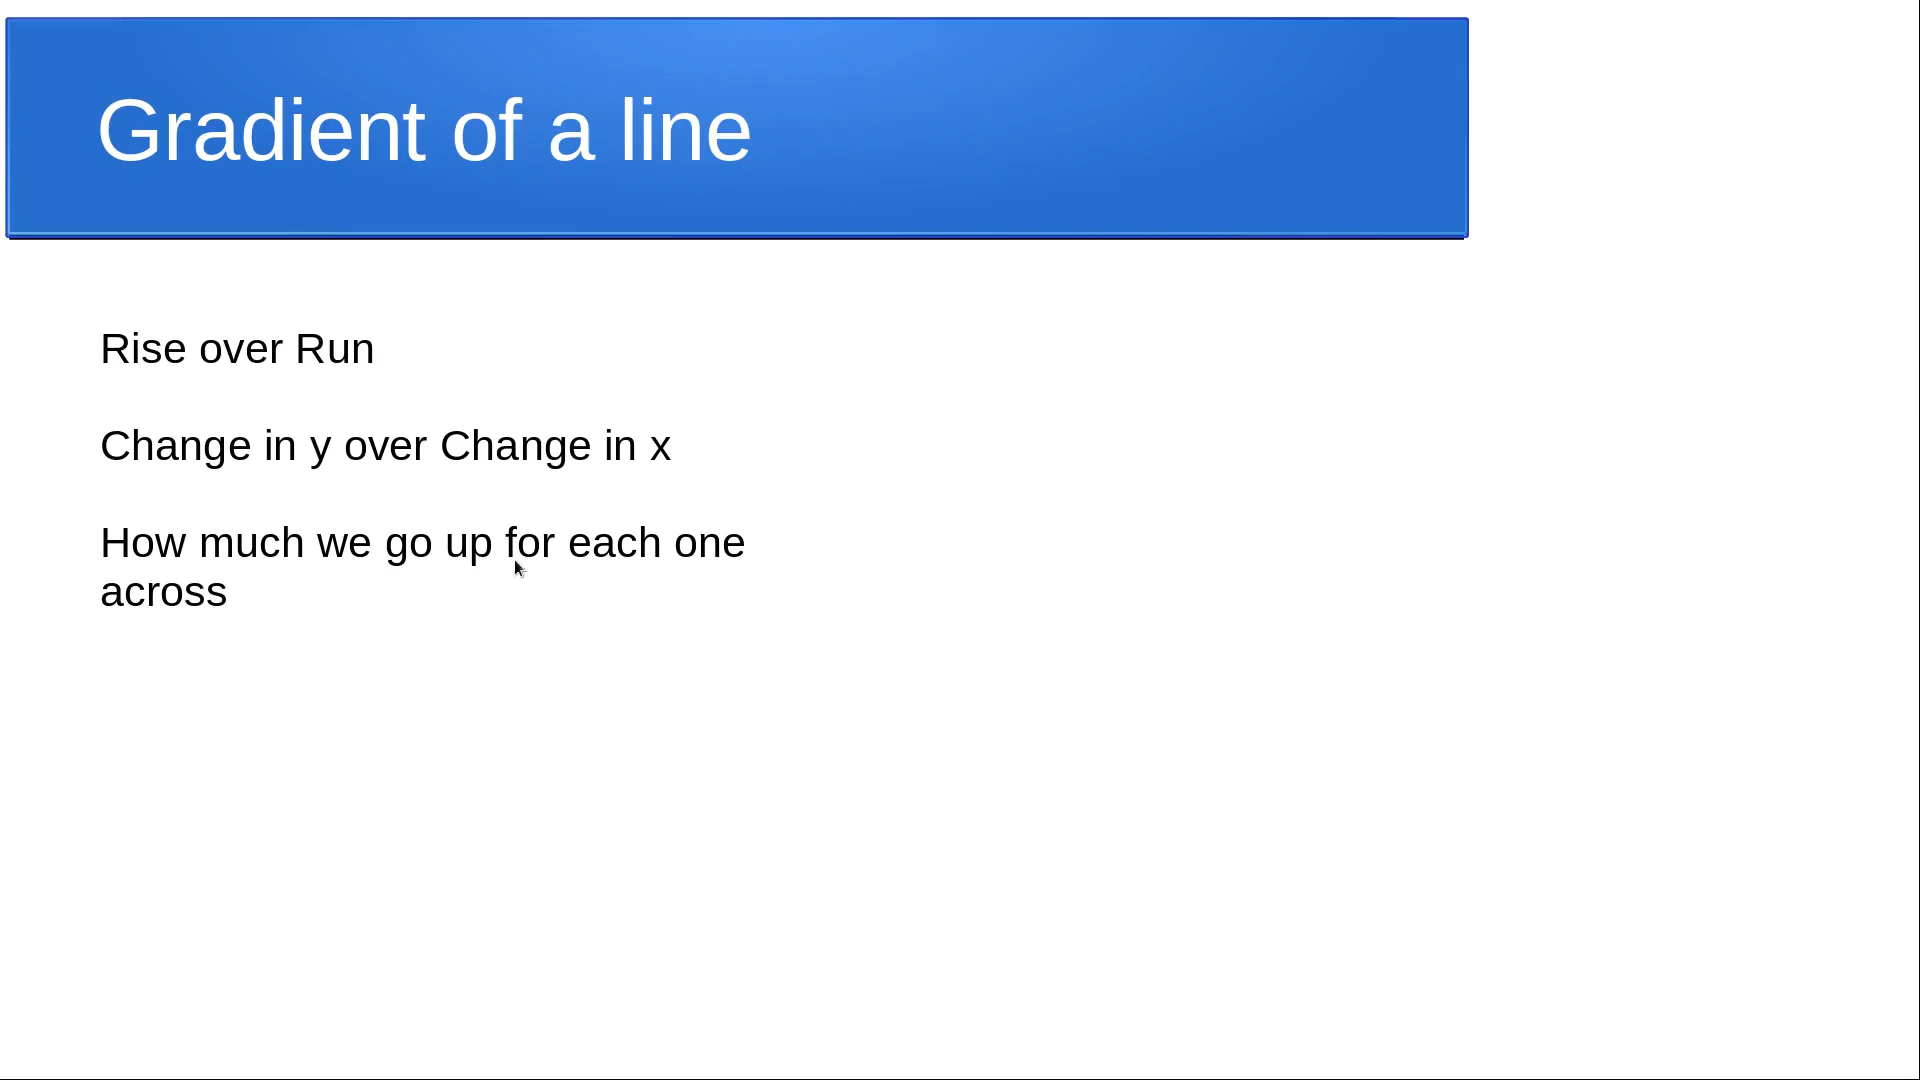 Gradient of a line
Rise over Run
Change in y over Change in x
How much we go up for each one
across